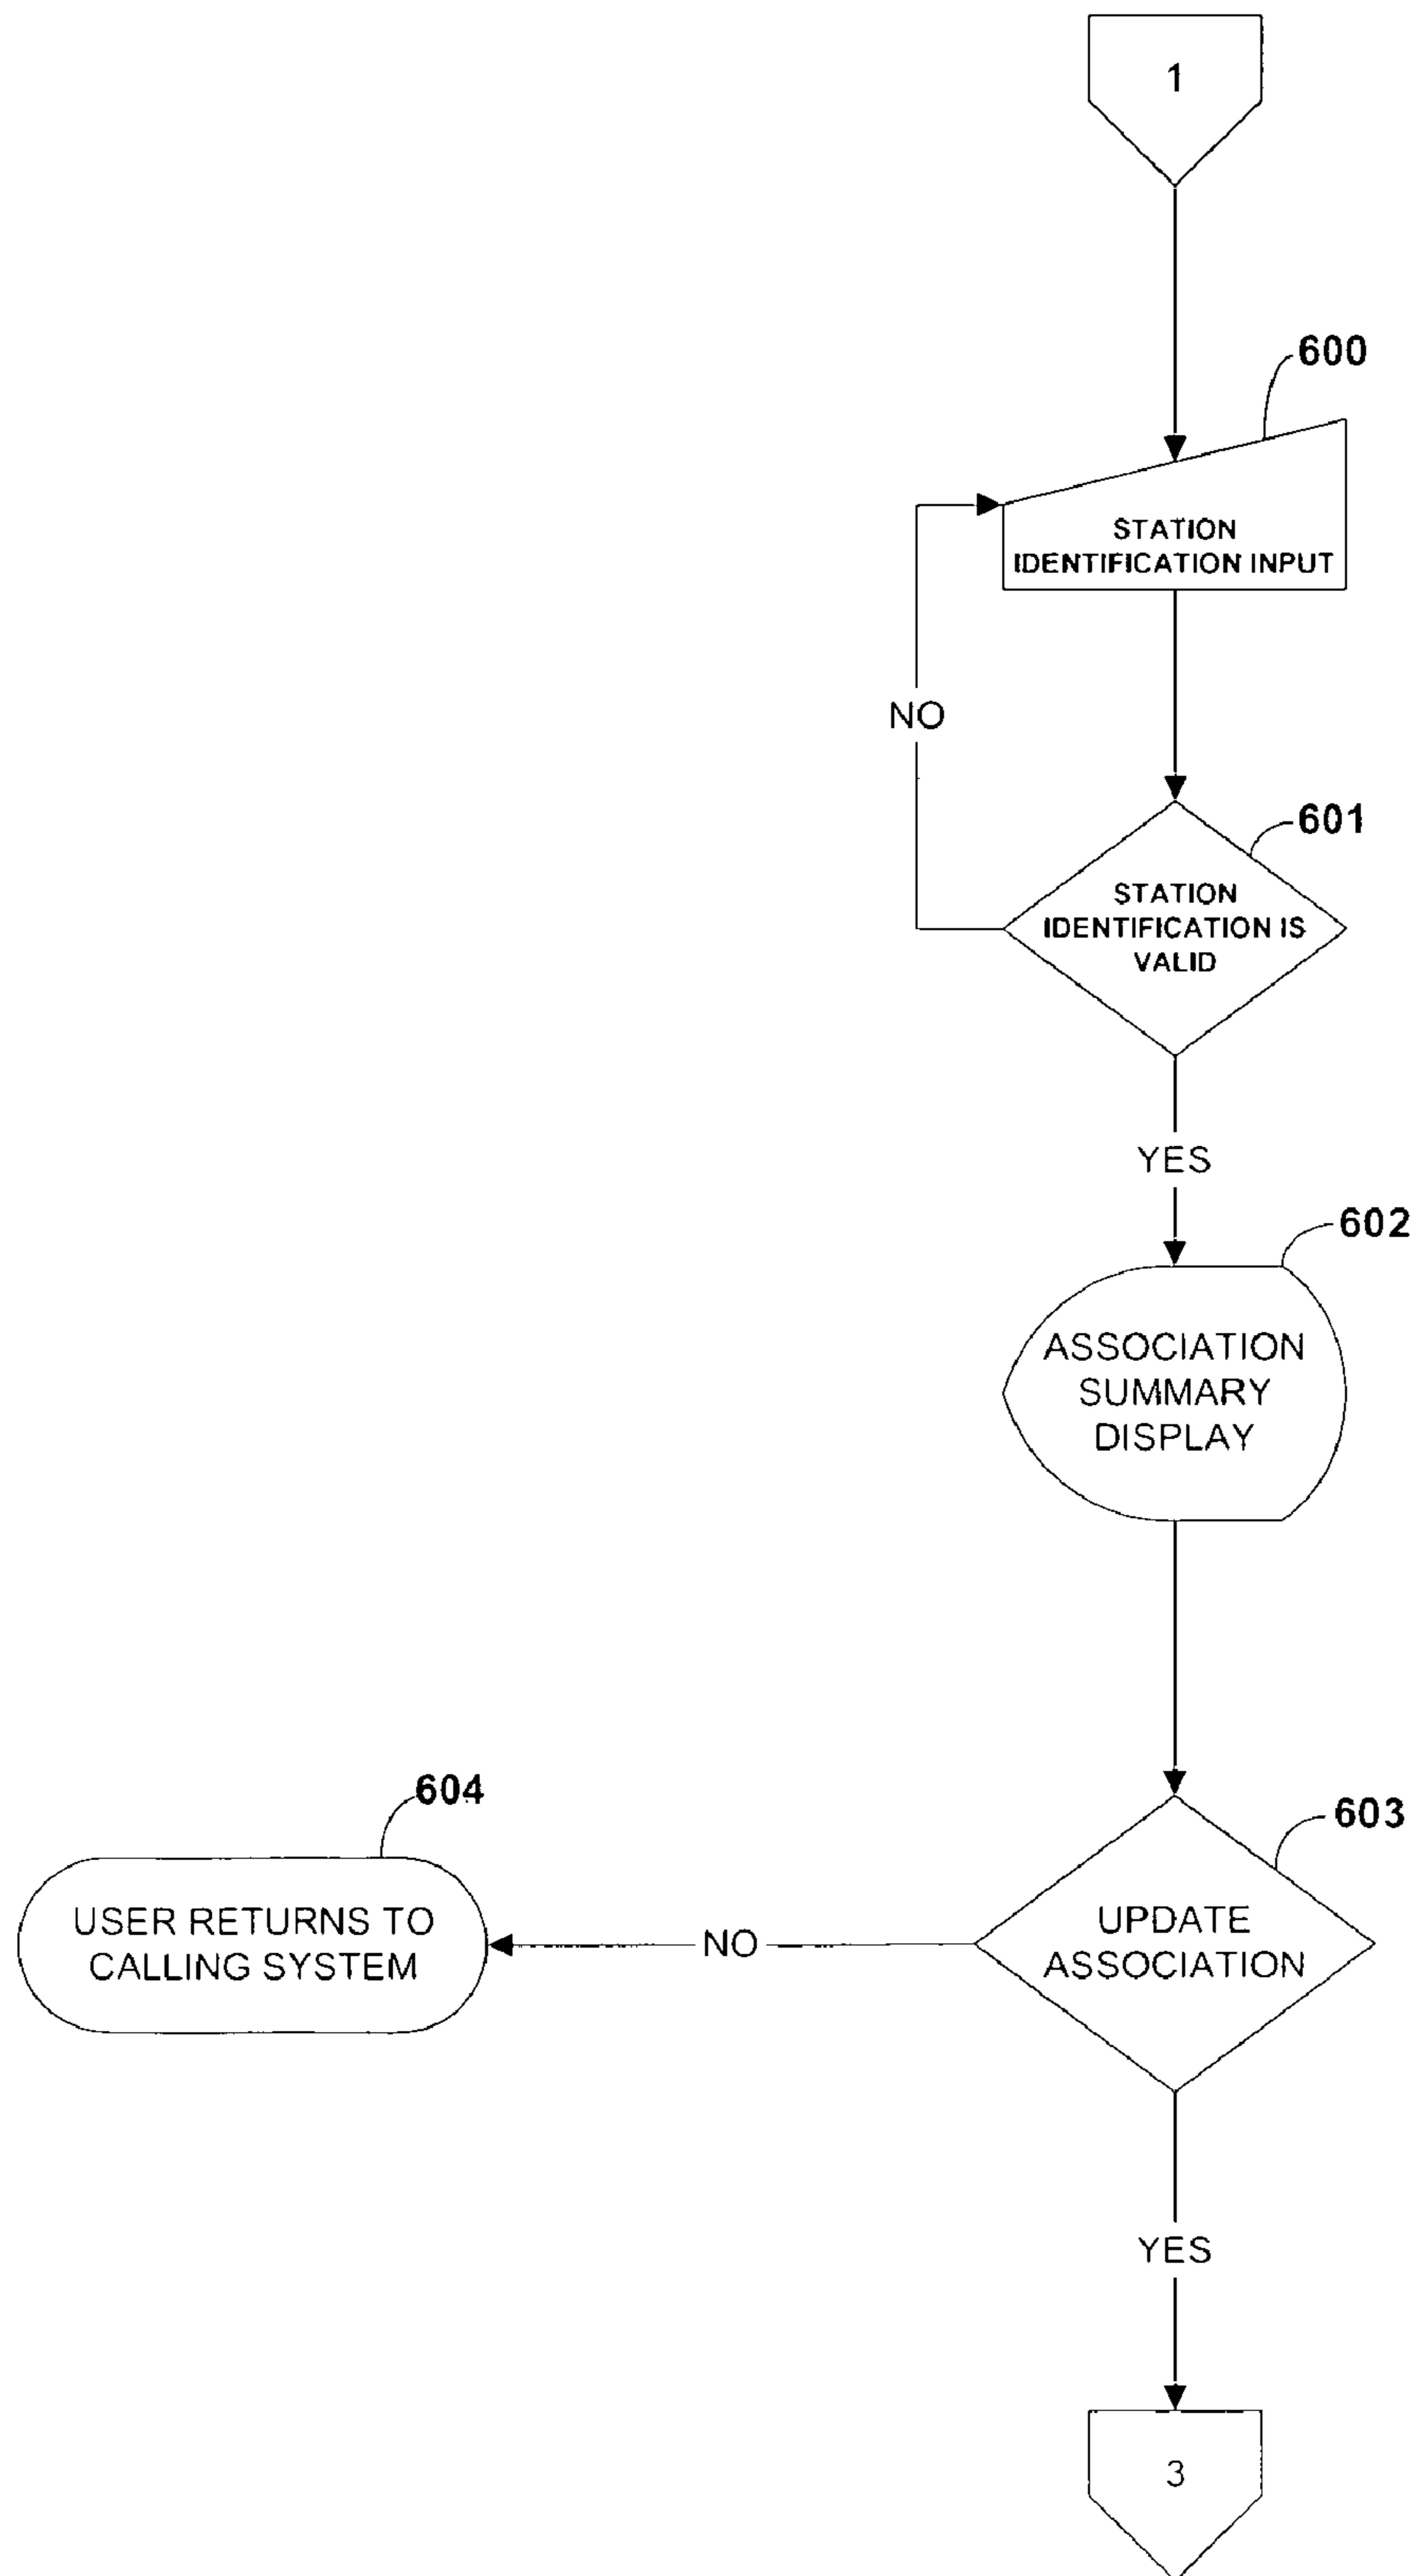 1
600
STATION
IDENTIFICATION INPUT
NO
601
STATION
IDENTIFICATION IS
VALID
YES
602
ASSOCIATION
SUMMARY
DISPLAY
604
603
USER RETURNS TO
CALLING SYSTEM
NO
UPDATE
ASSOCIATION
YES
3